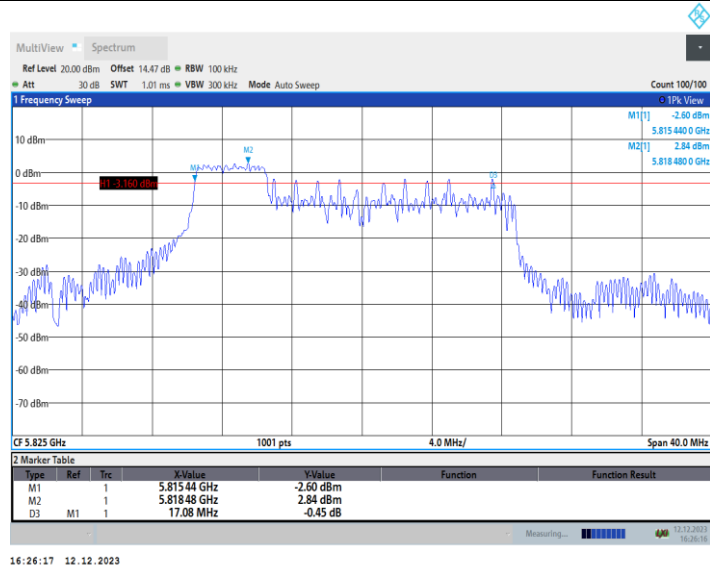 MultiView Spectrum
Ref Level 20.00 dBm Offset 14.47 dB RBW 100 kHz
Att 30 dB SWT 1.01 ms VBW 300 kHz Mode Auto Sweep Count 100/100
1 Frequency Sweep 1Pk View
M1[1] -2.60 dBm
5.815 440 0 GHz
M2[1] 2.84 dBm
5.818 480 0 GHz
M2
10 dBm
M1
D3
0 dBm
H1 -3.160 dBm
-10 dBm
-20 dBm
-30 dBm
-40 dBm
-50 dBm
-60 dBm
-70 dBm
CF 5.825 GHz 1001 pts 4.0 MHz/ Span 40.0 MHz
2 Marker Table
Type Ref Trc X-Value Y-Value Function Function Result
M1 1 5.81544 GHz -2.60 dBm
M2 1 5.81848 GHz 2.84 dBm
D3 M1 1 17.08 MHz -0.45 dB
Measuring... 12.12.2023
16:26:16
16:26:17 12.12.2023